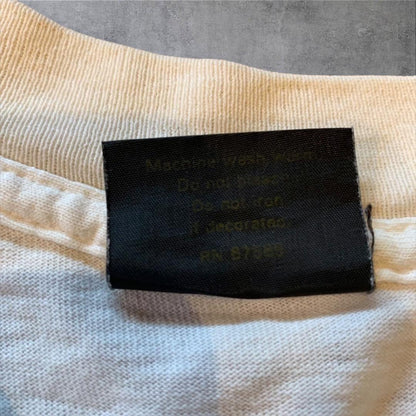 Machine wash warm
Do not bleach
Do not iron
if decorated
RN